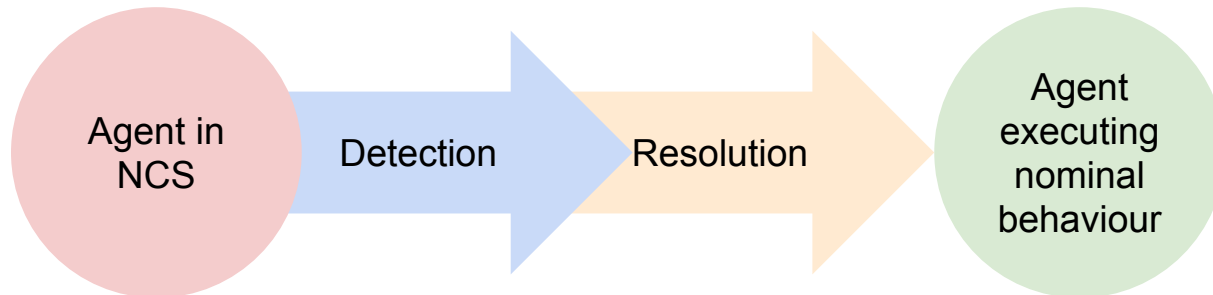 Agent in
NCS
Detection
Resolution
Agent
executing
nominal
behaviour